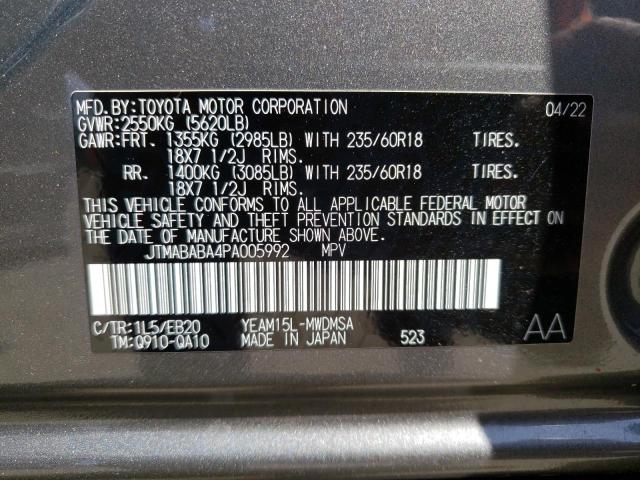 MFD.BY:TOYOTA MOTOR CORPORATION 04/22
GVWR:2550KG (5620LB)
GAWR:FRT. 1355KG (2985LB) WITH 235/60R18 TIRES.
18X7 1/2J RIMS.
RR. 1400KG (3085LB) WITH 235/60R18 TIRES.
18X7 1/2J RIMS.
THIS VEHICLE CONFORMS TO ALL APPLICABLE FEDERAL MOTOR
VEHICLE SAFETY AND THEFT PREVENTION STANDARDS IN EFFECT ON
THE DATE OF MANUFACTURE SHOWN ABOVE.
JTMABABA4PA005992 MPV
C/TR:1L5/EB20 YEAM15L-MWDMSA
TM:Q910-QA10 MADE IN JAPAN 523 AA